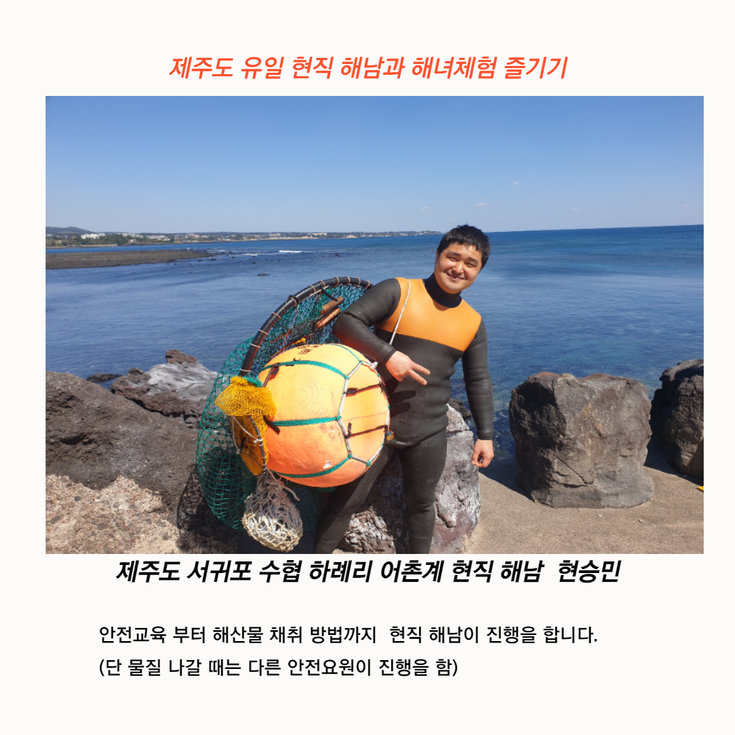 제주도 유일 현직 해남과 해녀체험 즐기기
제주도 서귀포 수협 하례리 어촌계 현직 해남 현승민
안전교육 부터 해산물 채취 방법까지 현직 해남이 진행을 합니다.
(단 물질 나갈 때는 다른 안전요원이 진행을 함)